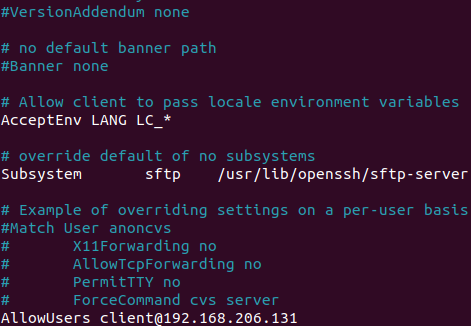 #VersionAddendum none

# no default banner path
#Banner none

# Allow client to pass locale environment variables
AcceptEnv LANG LC_*

# override default of no subsystems
Subsystem       sftp    /usr/lib/openssh/sftp-server

# Example of overriding settings on a per-user basis
#Match User anoncvs
#       X11Forwarding no
#       AllowTcpForwarding no
#       PermitTTY no
#       ForceCommand cvs server
AllowUsers client@192.168.206.131